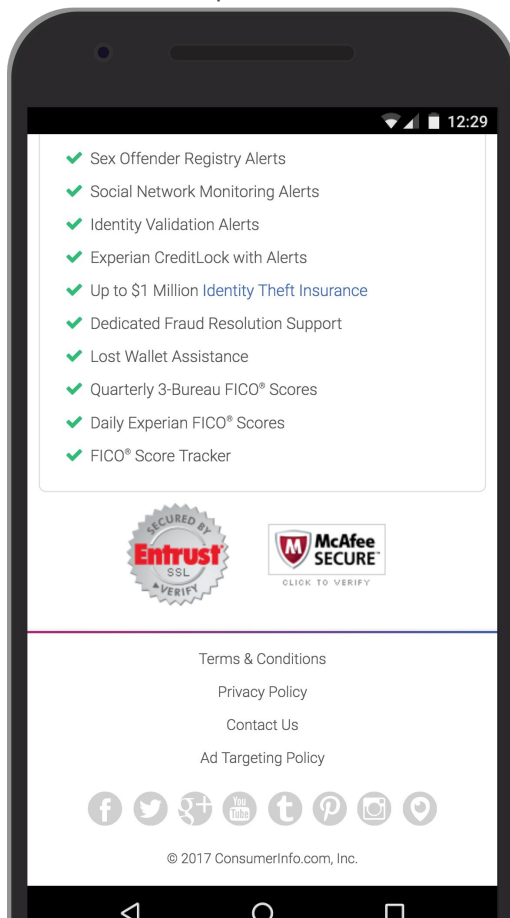 12:29
Sex Offender Registry Alerts
Social Network Monitoring Alerts
Identity Validation Alerts
Experian CreditLock with Alerts
Up to $1 Million Identity Theft Insurance
Dedicated Fraud Resolution Support
Lost Wallet Assistance
Quarterly 3-Bureau FICO® Scores
Daily Experian FICO® Scores
FICO® Score Tracker
SECURED BY
Entrust®
SSL
VERIFY
McAfee
SECURE™
CLICK TO VERIFY
Terms & Conditions
Privacy Policy
Contact Us
Ad Targeting Policy
f g+ You Tube t
© 2017 ConsumerInfo.com, Inc.